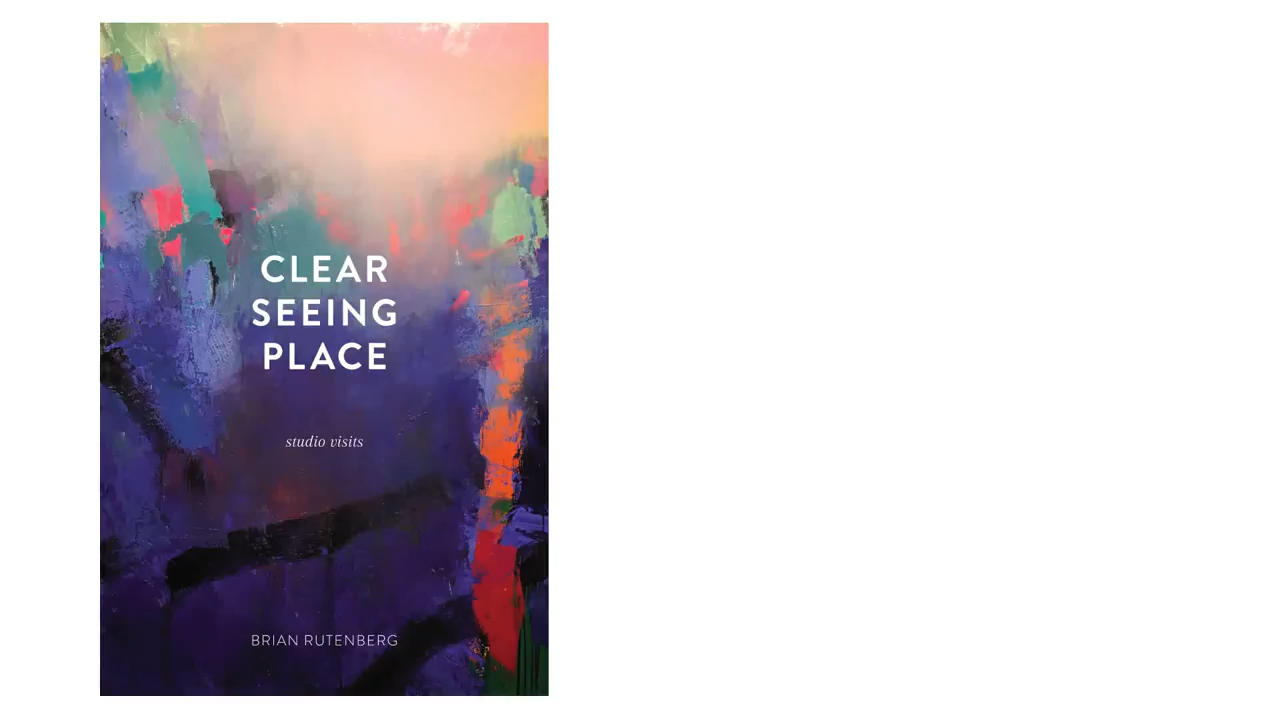 CLEAR
SEEING
PLACE
studio visits
BRIAN RUTENBERG